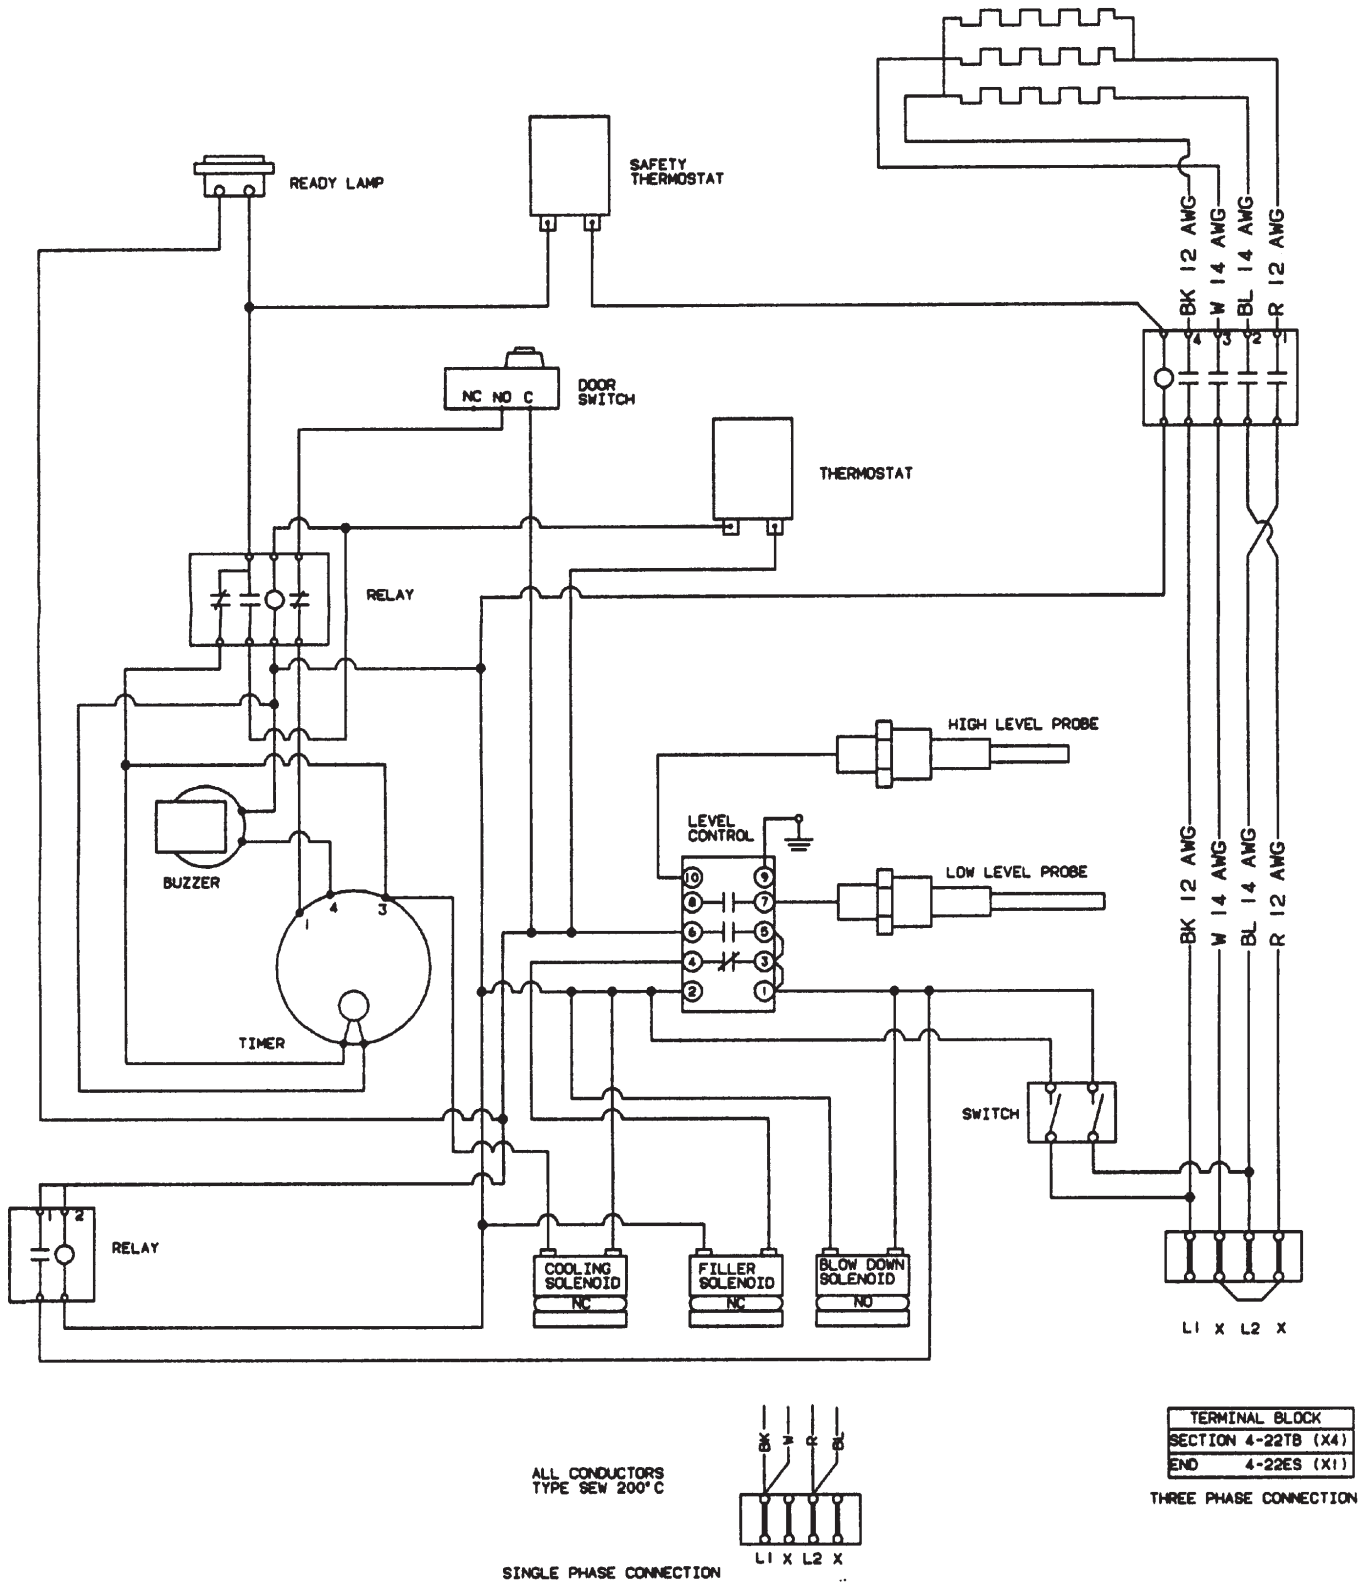 READY LAMP
SAFETY
THERMOSTAT
BK 12 AWG
W 14 AWG
BL 14 AWG
R 12 AWG
4
3
2
1
DOOR
SWITCH
NC NO C
THERMOSTAT
RELAY
HIGH LEVEL PROBE
LEVEL
CONTROL
LOW LEVEL PROBE
10
9
8
7
6
5
4
3
2
1
BK 12 AWG
W 14 AWG
BL 14 AWG
R 12 AWG
BUZZER
1
4
3
TIMER
SWITCH
1
2
RELAY
COOLING
SOLENOID
NC
FILLER
SOLENOID
NC
BLOW DOWN
SOLENOID
NO
L1 X L2 X
BK
W
R
BL
ALL CONDUCTORS
TYPE SEW 200°C
L1 X L2 X
SINGLE PHASE CONNECTION
TERMINAL BLOCK
SECTION 4-22TB (X4)
END 4-22ES (X1)
THREE PHASE CONNECTION